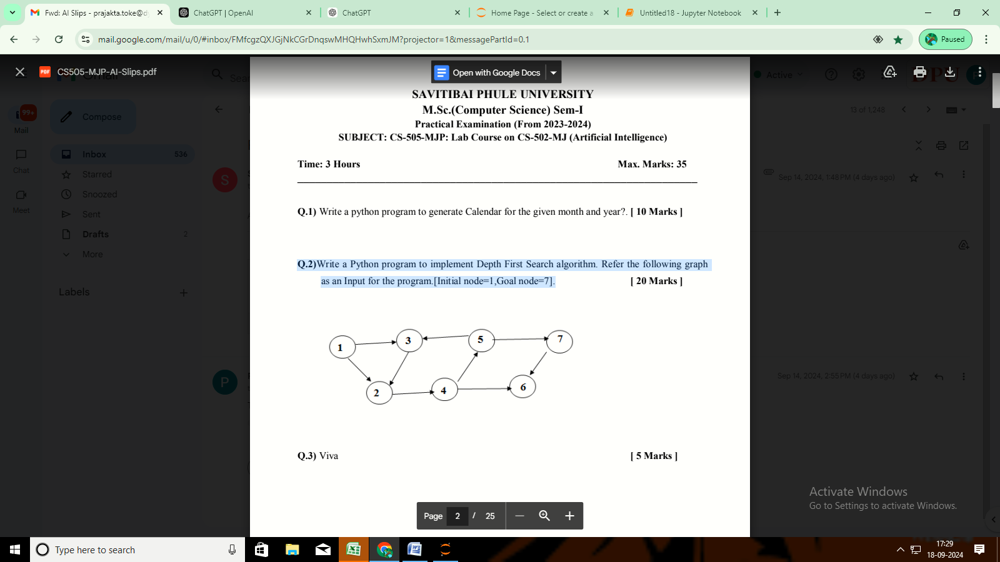 Fwd: AI Slips - prajakta.toke@d
ChatGPT | OpenAI
ChatGPT
Home Page - Select or create a
Untitled18 - Jupyter Notebook
mail.google.com/mail/u/0/#inbox/FMfcgzQXJGjNkCGrDnqswMHQHwhSxmJM?projector=1&messagePartId=0.1
Paused
PDF
CS505-MJP-AI-Slips.pdf
Open with Google Docs
Active
DPU
99+
Mail
Chat
Meet
Compose
Inbox 536
Starred
Snoozed
Sent
Drafts 2
More
Labels
13 of 1,248
Sep 14, 2024, 1:48 PM (4 days ago)
Sep 14, 2024, 2:55 PM (4 days ago)
SAVITIBAI PHULE UNIVERSITY
M.Sc.(Computer Science) Sem-I
Practical Examination (From 2023-2024)
SUBJECT: CS-505-MJP: Lab Course on CS-502-MJ (Artificial Intelligence)
Time: 3 Hours Max. Marks: 35
Q.1) Write a python program to generate Calendar for the given month and year?. [ 10 Marks ]
Q.2)Write a Python program to implement Depth First Search algorithm. Refer the following graph
as an Input for the program.[Initial node=1,Goal node=7]. [ 20 Marks ]
1 3 5 7
2 4 6
Q.3) Viva [ 5 Marks ]
Page 2 / 25
Activate Windows
Go to Settings to activate Windows.
Type here to search
17:29
18-09-2024